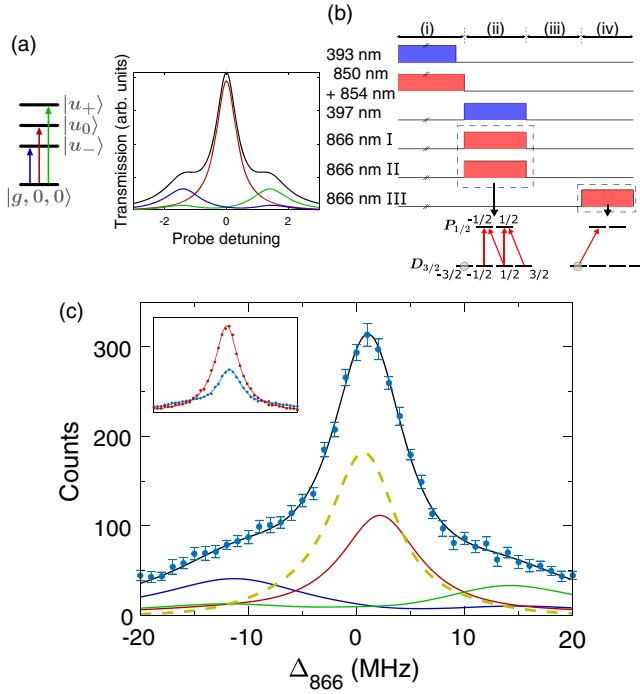 (a)
|u₊⟩
|u₀⟩
|u₋⟩
|g, 0, 0⟩
Transmission (arb. units)
-2 0 2
Probe detuning
(b)
(i) (ii) (iii) (iv)
393 nm
850 nm
+ 854 nm
397 nm
866 nm I
866 nm II
866 nm III
P₁/₂ -1/2 1/2
D₃/₂ -3/2 -1/2 1/2 3/2
(c)
Counts
300
200
100
0
-20 -10 0 10 20
Δ₈₆₆ (MHz)